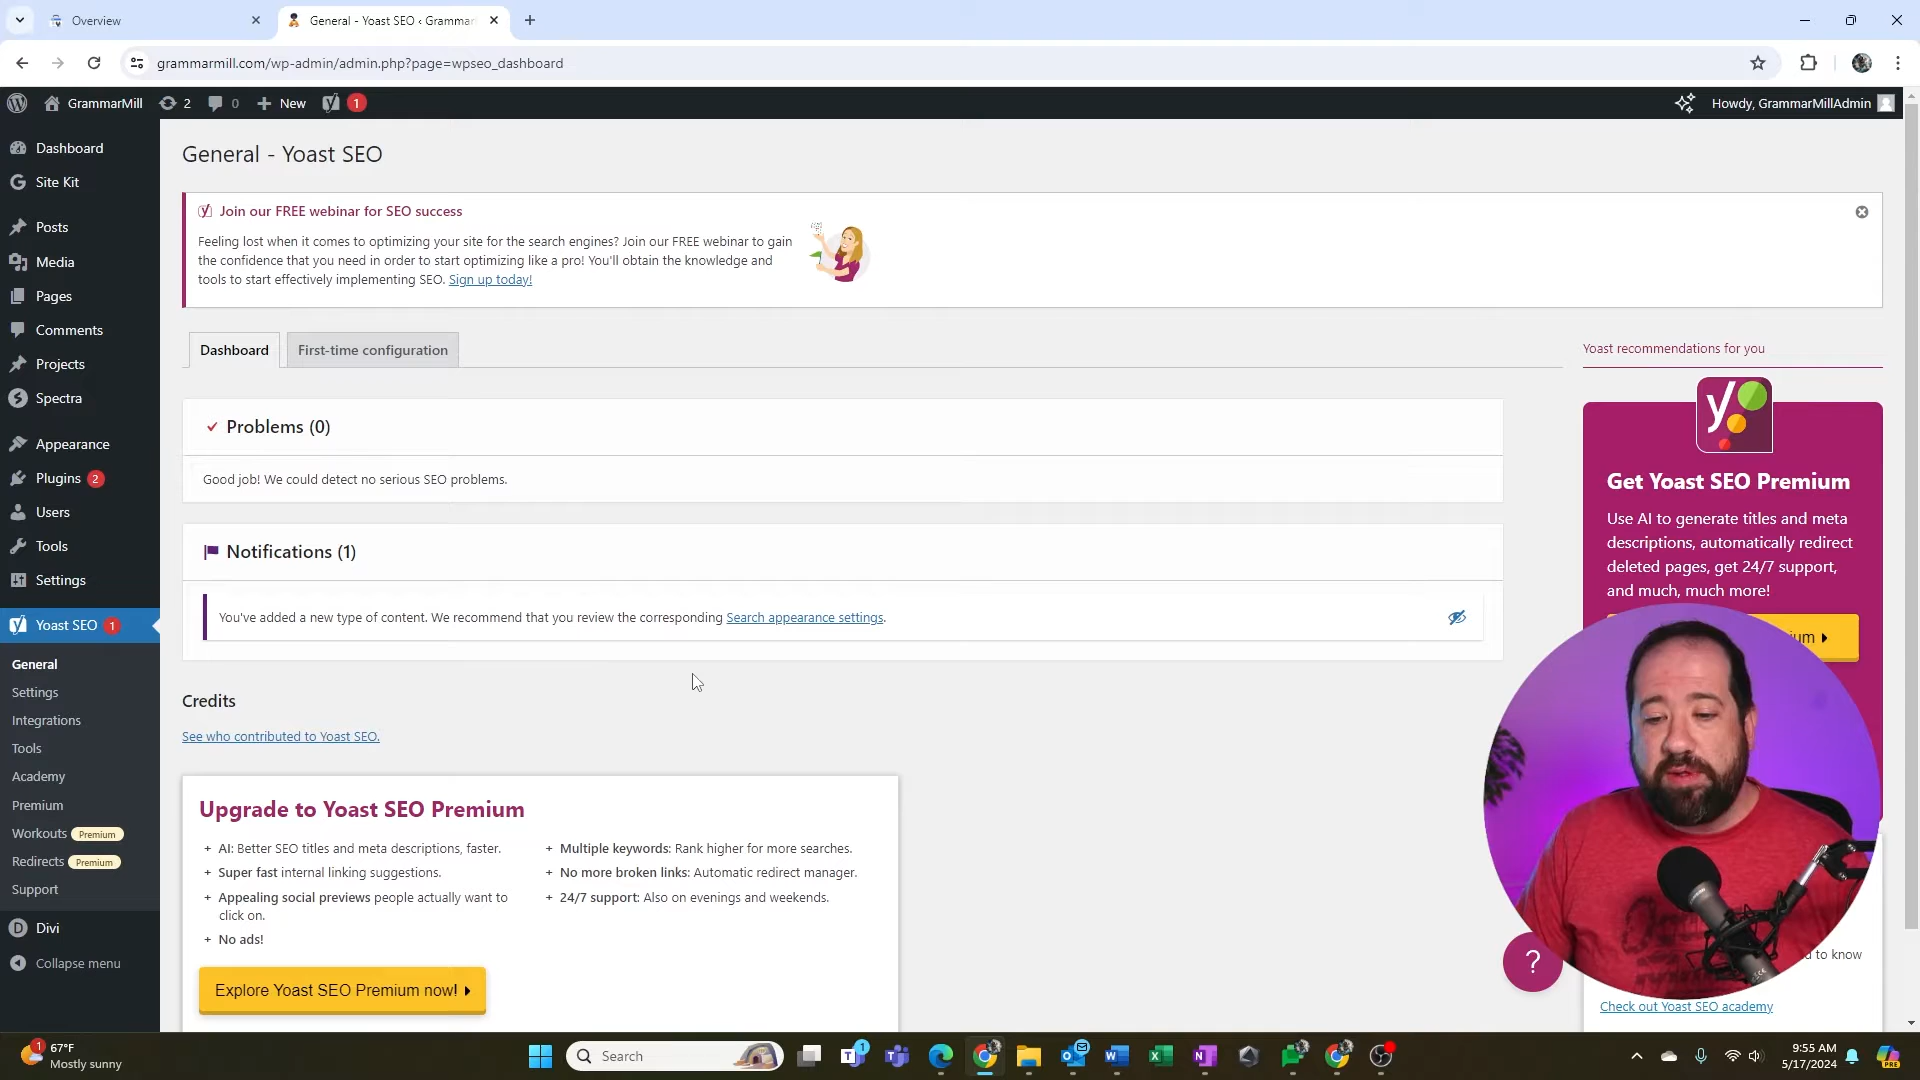 Overview
General - Yoast SEO ‹ Grammar
grammarmill.com/wp-admin/admin.php?page=wpseo_dashboard
GrammarMill
2
0
New
1
Howdy, GrammarMillAdmin
Dashboard
Site Kit
Posts
Media
Pages
Comments
Projects
Spectra
Appearance
Plugins 2
Users
Tools
Settings
Yoast SEO 1
General
Settings
Integrations
Tools
Academy
Premium
Workouts Premium
Redirects Premium
Support
Divi
Collapse menu
General - Yoast SEO
Join our FREE webinar for SEO success
Feeling lost when it comes to optimizing your site for the search engines? Join our FREE webinar to gain
the confidence that you need in order to start optimizing like a pro! You'll obtain the knowledge and
tools to start effectively implementing SEO. Sign up today!
Dashboard
First-time configuration
Problems (0)
Good job! We could detect no serious SEO problems.
Notifications (1)
You've added a new type of content. We recommend that you review the corresponding Search appearance settings.
Credits
See who contributed to Yoast SEO.
Upgrade to Yoast SEO Premium
+ AI: Better SEO titles and meta descriptions, faster.
+ Super fast internal linking suggestions.
+ Appealing social previews people actually want to
click on.
+ No ads!
+ Multiple keywords: Rank higher for more searches.
+ No more broken links: Automatic redirect manager.
+ 24/7 support: Also on evenings and weekends.
Explore Yoast SEO Premium now!
Yoast recommendations for you
Get Yoast SEO Premium
Use AI to generate titles and meta
descriptions, automatically redirect
deleted pages, get 24/7 support,
and much, much more!
?
to know
Check out Yoast SEO academy
1
67°F
Mostly sunny
Search
1
9:55 AM
5/17/2024
PRE